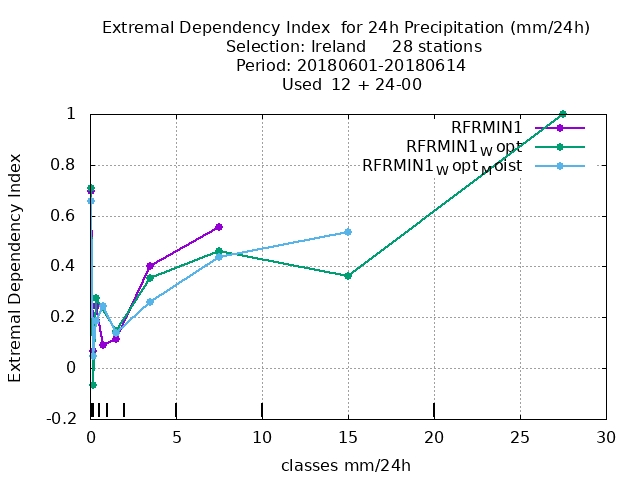 Extremal Dependency Index  for 24h Precipitation (mm/24h)
Selection: Ireland     28 stations
Period: 20180601-20180614
Used  12 + 24-00
RFRMIN1
RFRMIN1Wopt
RFRMIN1WoptMoist
Extremal Dependency Index
1
0.8
0.6
0.4
0.2
0
-0.2
0 5 10 15 20 25 30
classes mm/24h